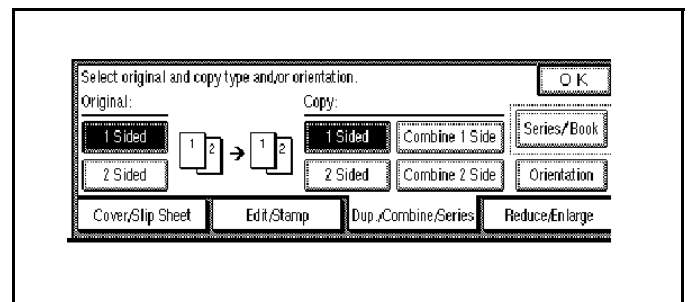 Select original and copy type and/or orientation.
O K
Original:
Copy:
1 Sided
1 2
1 2
1 Sided
Combine 1 Side
Series/Book
2 Sided
2 Sided
Combine 2 Side
Orientation
Cover/Slip Sheet
Edit/Stamp
Dup./Combine/Series
Reduce/Enlarge